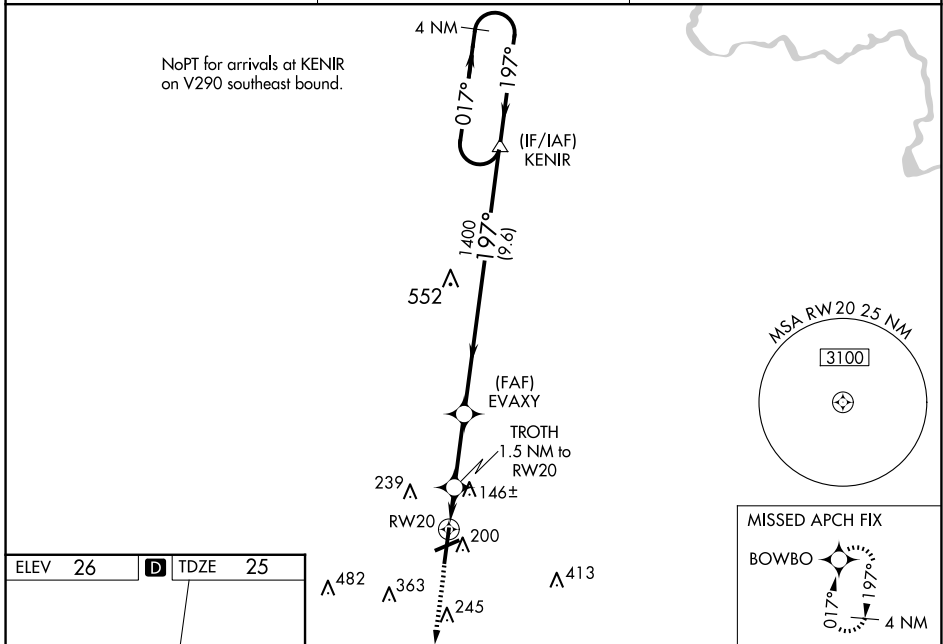 4 NM
NoPT for arrivals at KENIR
on V290 southeast bound.
017°
197°
(IF/IAF)
KENIR
1400
197°
(9.6)
552
MSA RW20 25 NM
3100
(FAF)
EVAXY
TROTH
1.5 NM to
RW20
239
146±
RW20
200
MISSED APCH FIX
BOWBO
017°
197°
4 NM
ELEV 26
D
TDZE 25
482
363
413
245